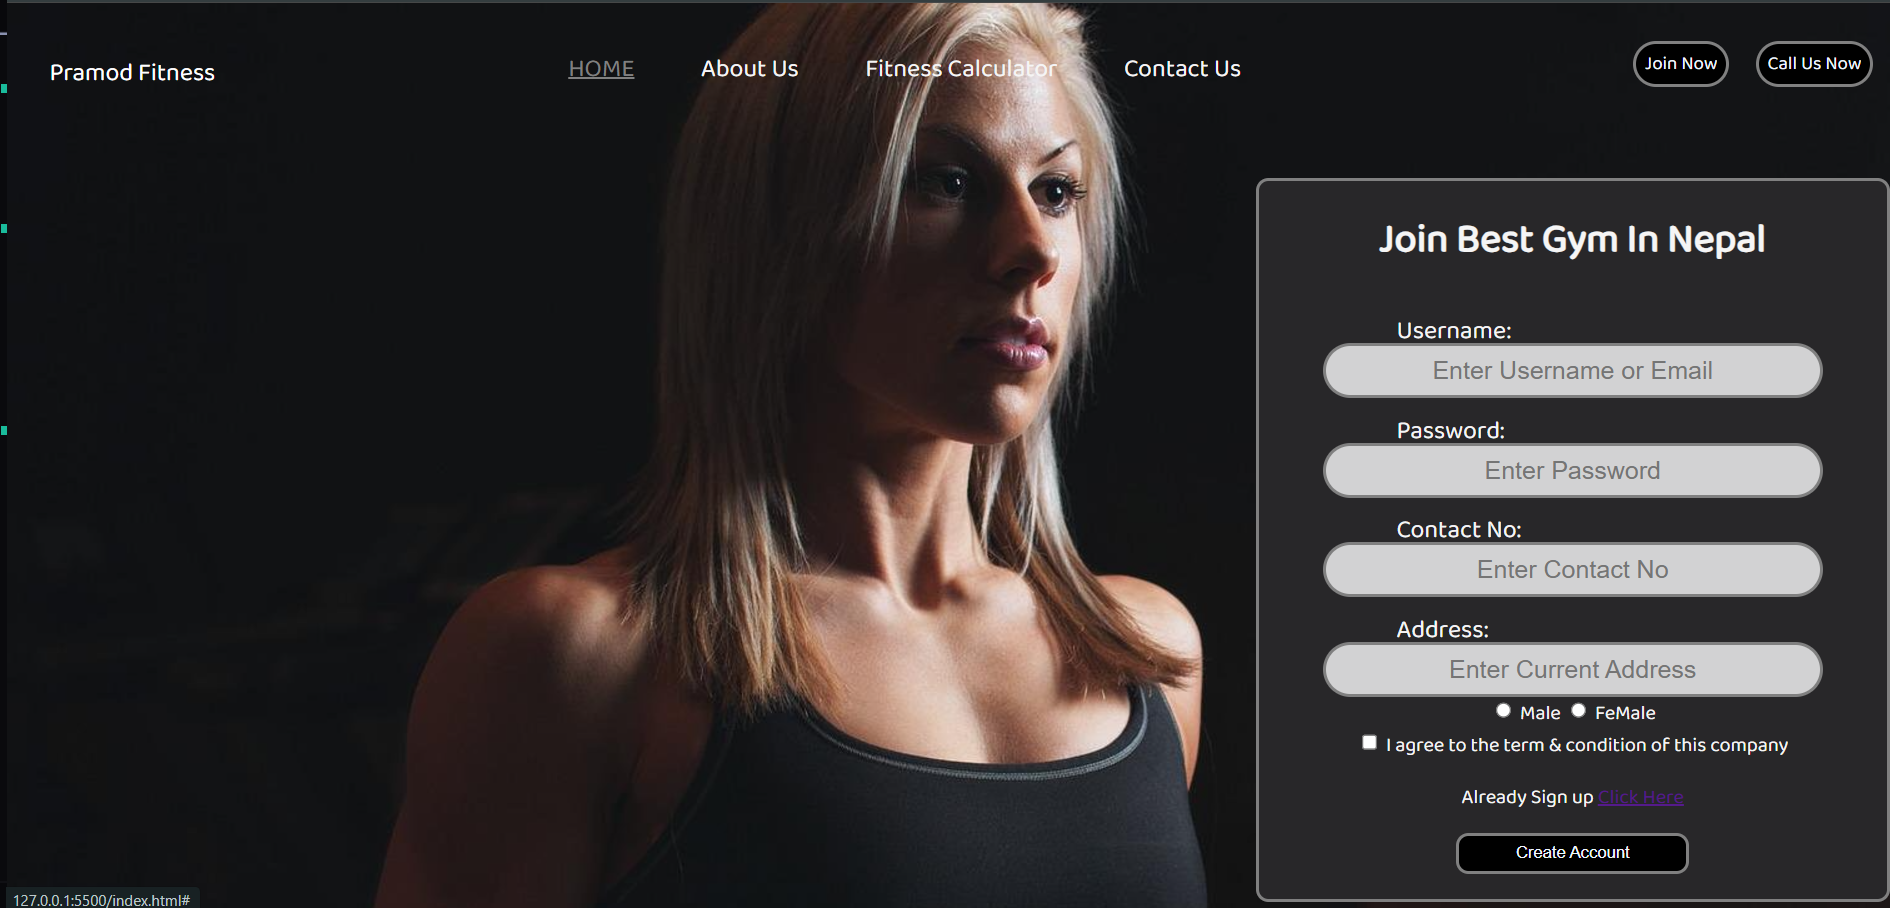 Pramod Fitness
HOME About Us Fitness Calculator Contact Us
Join Now Call Us Now
Join Best Gym In Nepal
Username:
Enter Username or Email
Password:
Enter Password
Contact No:
Enter Contact No
Address:
Enter Current Address
Male FeMale
I agree to the term & condition of this company
Already Sign up Click Here
Create Account
127.0.0.1:5500/index.html#